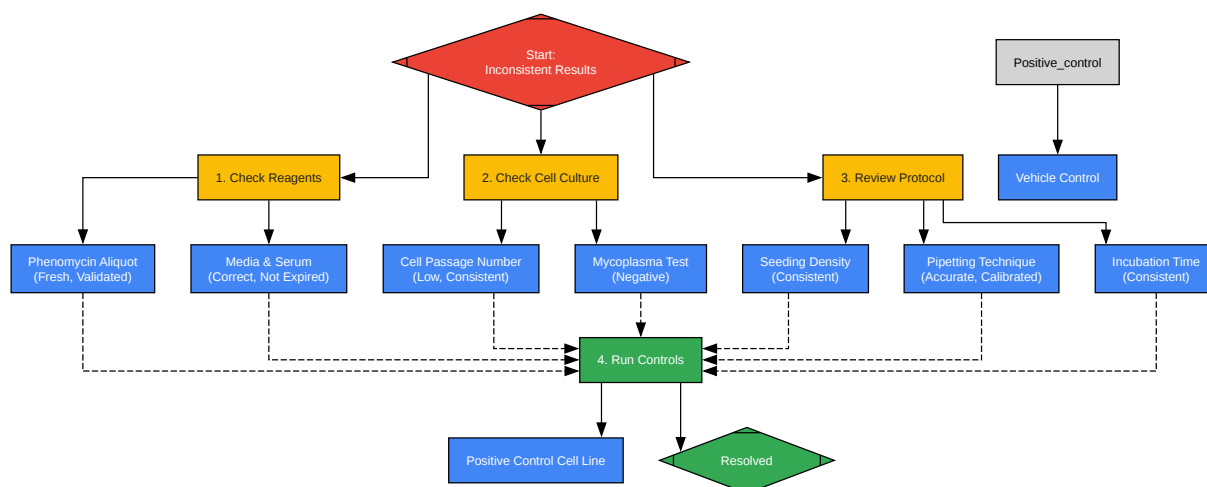 Start:
Inconsistent Results
Positive_control
1. Check Reagents
2. Check Cell Culture
3. Review Protocol
Vehicle Control
Phenomycin Aliquot
(Fresh, Validated)
Media & Serum
(Correct, Not Expired)
Cell Passage Number
(Low, Consistent)
Mycoplasma Test
(Negative)
Seeding Density
(Consistent)
Pipetting Technique
(Accurate, Calibrated)
Incubation Time
(Consistent)
4. Run Controls
Positive Control Cell Line
Resolved